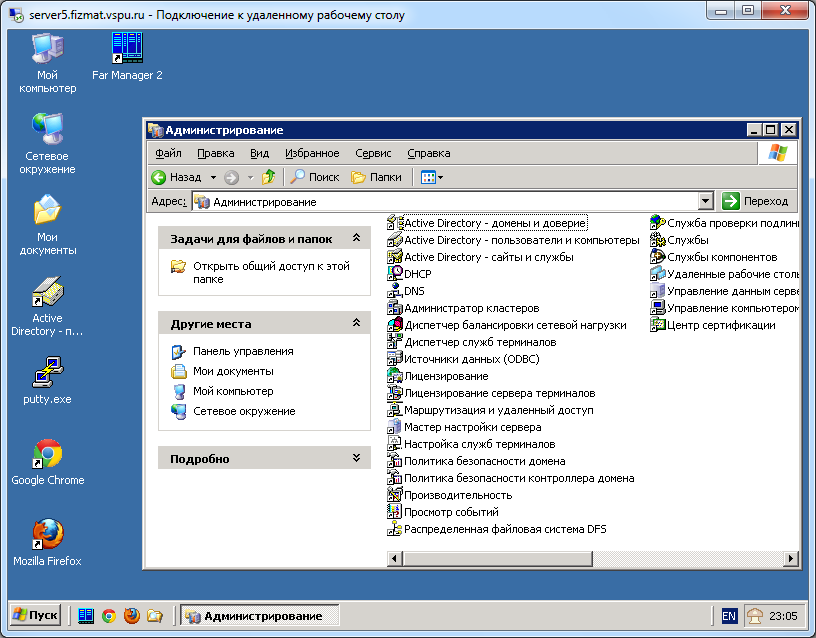 server5.fizmat.vspu.ru - Подключение к удаленному рабочему столу
Мой
компьютер
Far Manager 2
Сетевое
окружение
Мои
документы
Active
Directory - п...
putty.exe
Google Chrome
Mozilla Firefox
Администрирование
Файл Правка Вид Избранное Сервис Справка
Назад Поиск Папки
Адрес: Администрирование Переход
Задачи для файлов и папок
Открыть общий доступ к этой
папке
Другие места
Панель управления
Мои документы
Мой компьютер
Сетевое окружение
Подробно
Active Directory - домены и доверие
Active Directory - пользователи и компьютеры
Active Directory - сайты и службы
DHCP
DNS
Администратор кластеров
Диспетчер балансировки сетевой нагрузки
Диспетчер служб терминалов
Источники данных (ODBC)
Лицензирование
Лицензирование сервера терминалов
Маршрутизация и удаленный доступ
Мастер настройки сервера
Настройка служб терминалов
Политика безопасности домена
Политика безопасности контроллера домена
Производительность
Просмотр событий
Распределенная файловая система DFS
Служба проверки подлин
Службы
Службы компонентов
Удаленные рабочие столы
Управление данным серве
Управление компьютером
Центр сертификации
Пуск Администрирование EN 23:05